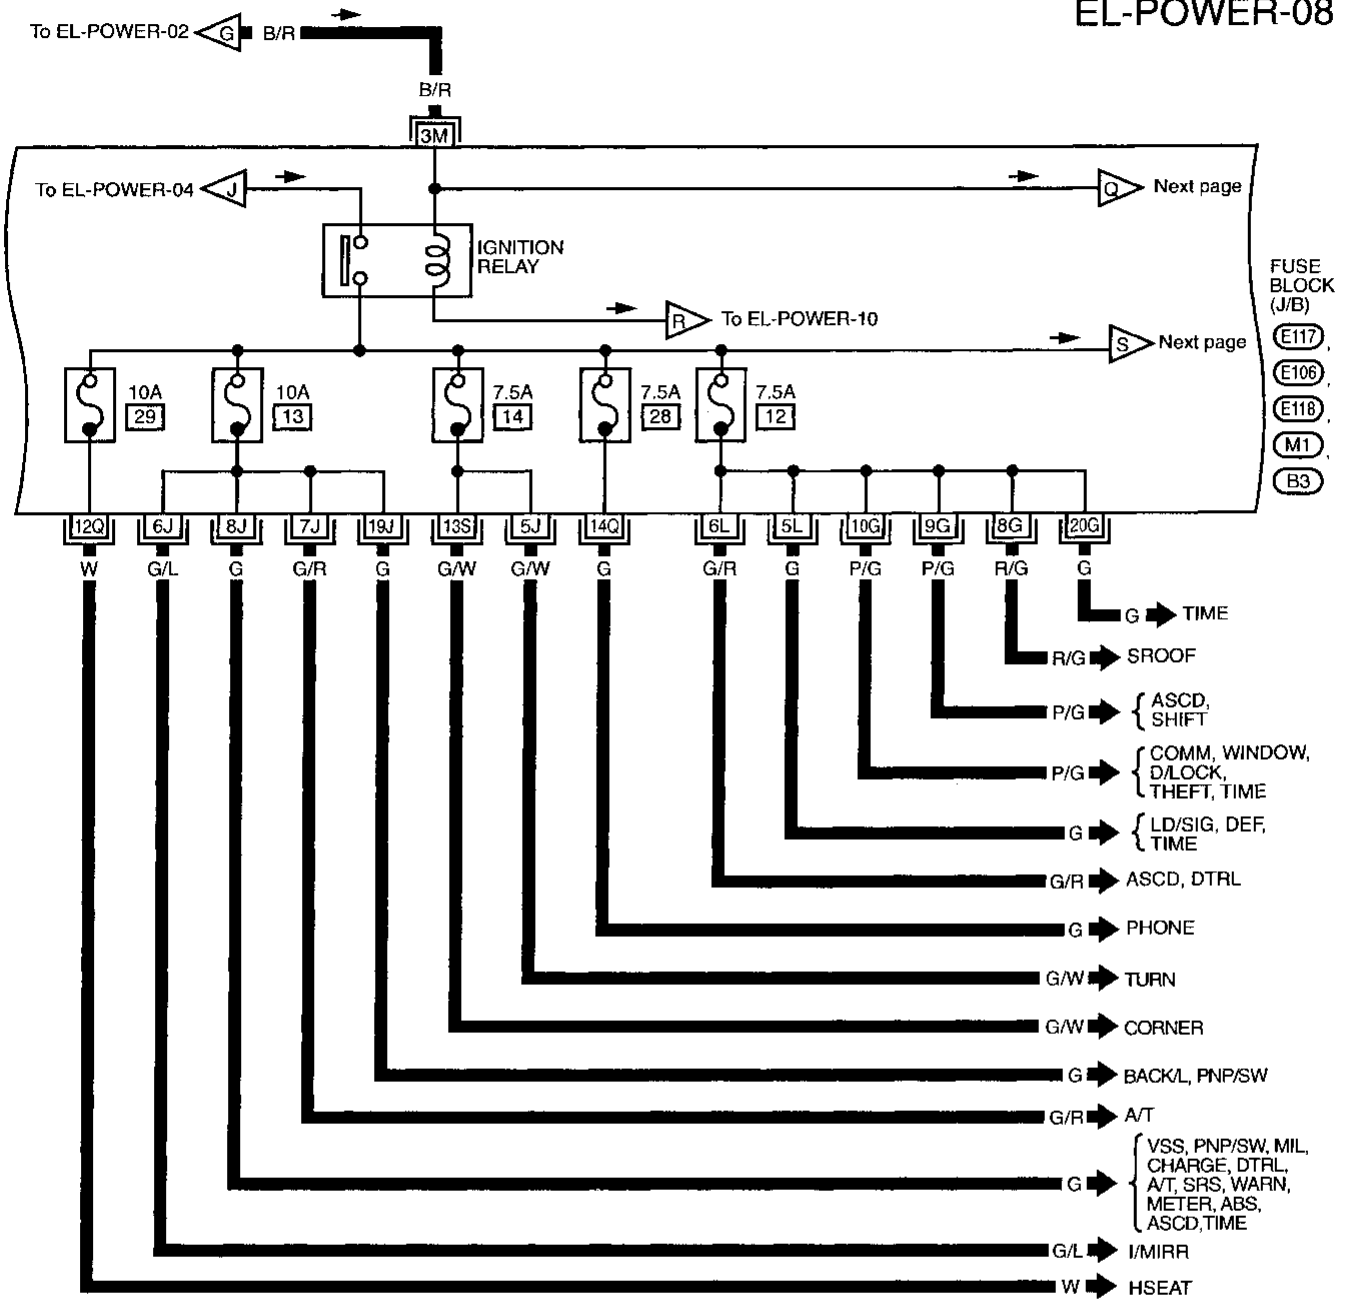 EL-POWER-08
To EL-POWER-02 G B/R
B/R
3M
To EL-POWER-04 J
Q Next page
IGNITION
RELAY
R To EL-POWER-10
S Next page
FUSE
BLOCK
(J/B)
E117,
E106,
E118,
M1,
B3
10A
29
10A
13
7.5A
14
7.5A
28
7.5A
12
12Q 6J 8J 7J 19J 13S 5J 14Q 6L 5L 10G 9G 8G 20G
W G/L G G/R G G/W G/W G G/R G P/G P/G R/G G
G TIME
R/G SROOF
P/G ASCD,
SHIFT
P/G COMM, WINDOW,
D/LOCK,
THEFT, TIME
G LD/SIG, DEF,
TIME
G/R ASCD, DTRL
G PHONE
G/W TURN
G/W CORNER
G BACK/L, PNP/SW
G/R A/T
G VSS, PNP/SW, MIL,
CHARGE, DTRL,
A/T, SRS, WARN,
METER, ABS,
ASCD,TIME
G/L I/MIRR
W HSEAT